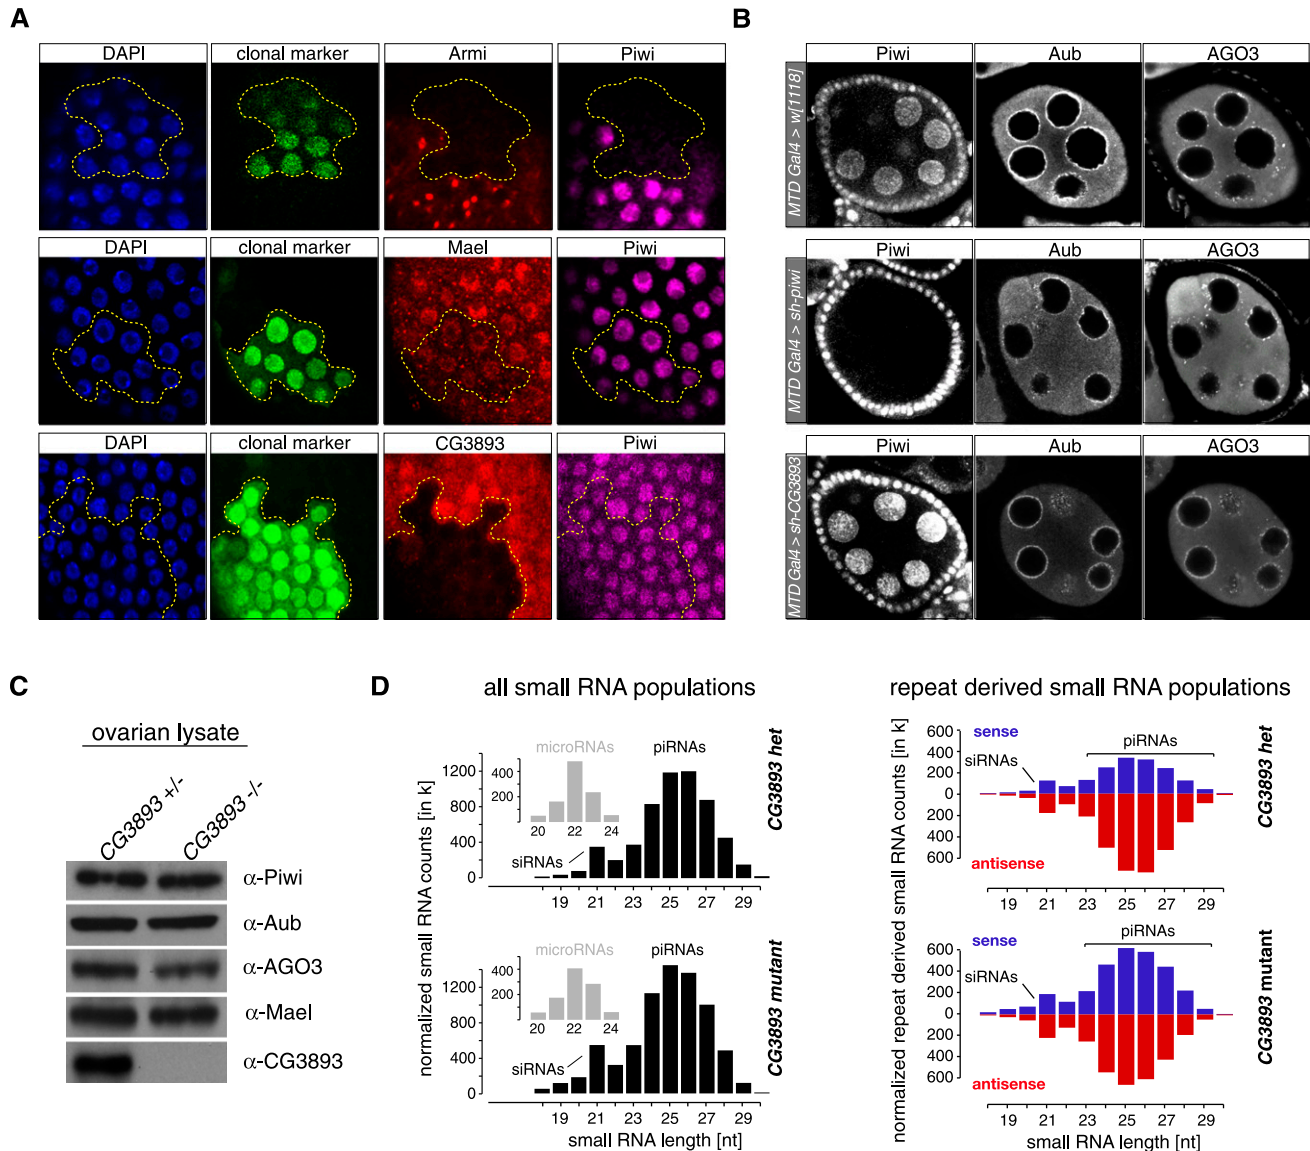 A
DAPI clonal marker Armi Piwi
DAPI clonal marker Mael Piwi
DAPI clonal marker CG3893 Piwi
B
Piwi Aub AGO3
MTD Gal4 > w[1118]
Piwi Aub AGO3
MTD Gal4 > sh-piwi
Piwi Aub AGO3
MTD Gal4 > sh-CG3893
C
ovarian lysate
CG3893 +/-
CG3893 -/-
α-Piwi
α-Aub
α-AGO3
α-Mael
α-CG3893
D
all small RNA populations
normalized small RNA counts [in k]
microRNAs
400
200
20 22 24
piRNAs
siRNAs
1200
800
400
0
19 21 23 25 27 29
CG3893 het
microRNAs
400
200
20 22 24
piRNAs
siRNAs
1200
800
400
0
19 21 23 25 27 29
small RNA length [nt]
CG3893 mutant
repeat derived small RNA populations
normalized repeat derived small RNA counts [in k]
sense
piRNAs
siRNAs
600
400
200
0
200
400
600
antisense
19 21 23 25 27 29
CG3893 het
sense
piRNAs
siRNAs
600
400
200
0
200
400
600
antisense
19 21 23 25 27 29
small RNA length [nt]
CG3893 mutant